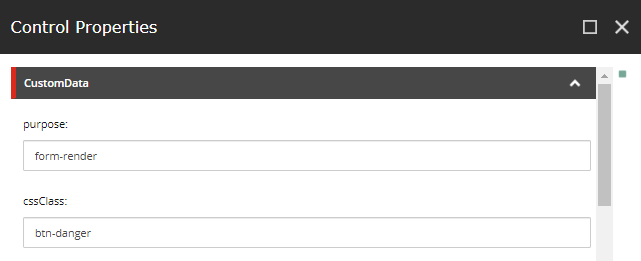 Control Properties
CustomData
purpose:
form-render
cssClass:
btn-danger